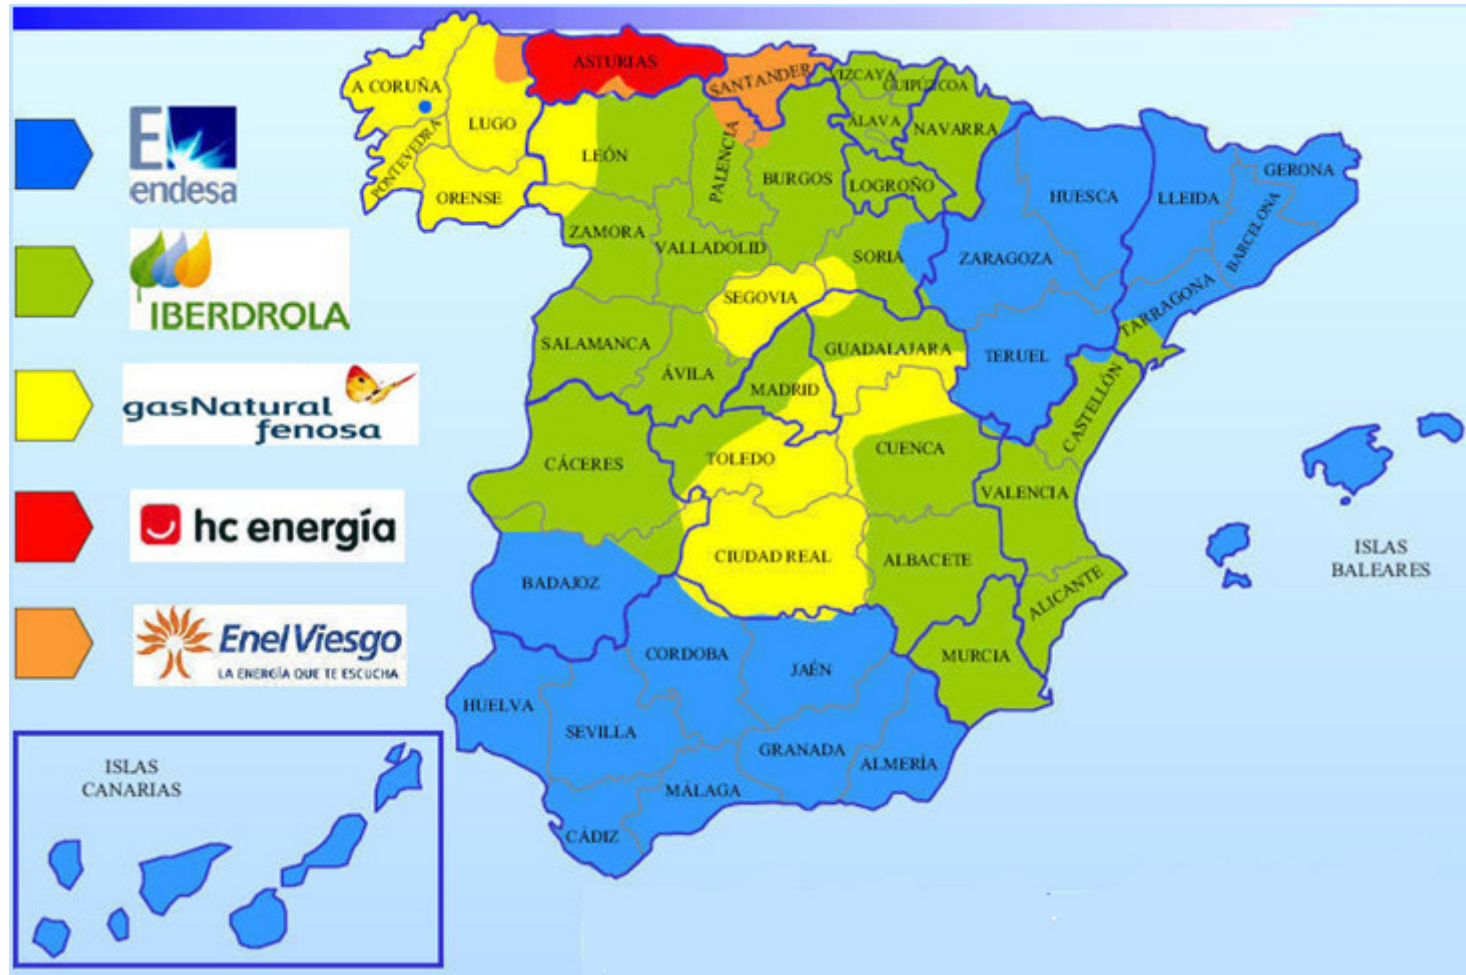 endesa
IBERDROLA
gasNatural
fenosa
hc energía
Enel Viesgo
LA ENERGÍA QUE TE ESCUCHA
A CORUÑA
LUGO
PONTEVEDRA
ORENSE
ASTURIAS
SANTANDER
VIZCAYA
GUIPÚZCOA
ÁLAVA
NAVARRA
LEÓN
PALENCIA
BURGOS
LOGROÑO
HUESCA
LLEIDA
GERONA
BARCELONA
ZAMORA
VALLADOLID
SORIA
ZARAGOZA
TARRAGONA
SEGOVIA
SALAMANCA
ÁVILA
MADRID
GUADALAJARA
TERUEL
CASTELLÓN
CÁCERES
TOLEDO
CUENCA
VALENCIA
CIUDAD REAL
ALBACETE
ALICANTE
BADAJOZ
CORDOBA
JAÉN
MURCIA
HUELVA
SEVILLA
GRANADA
ALMERÍA
MÁLAGA
CÁDIZ
ISLAS
BALEARES
ISLAS
CANARIAS